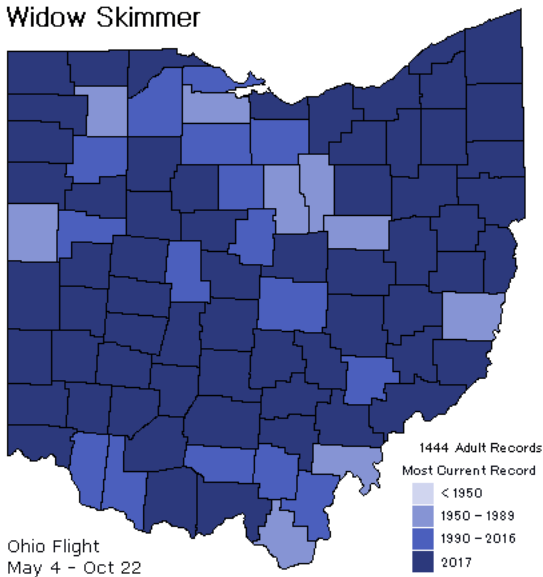 Widow Skimmer
1444 Adult Records
Most Current Record
< 1950
1950 - 1989
1990 - 2016
2017
Ohio Flight
May 4 - Oct 22